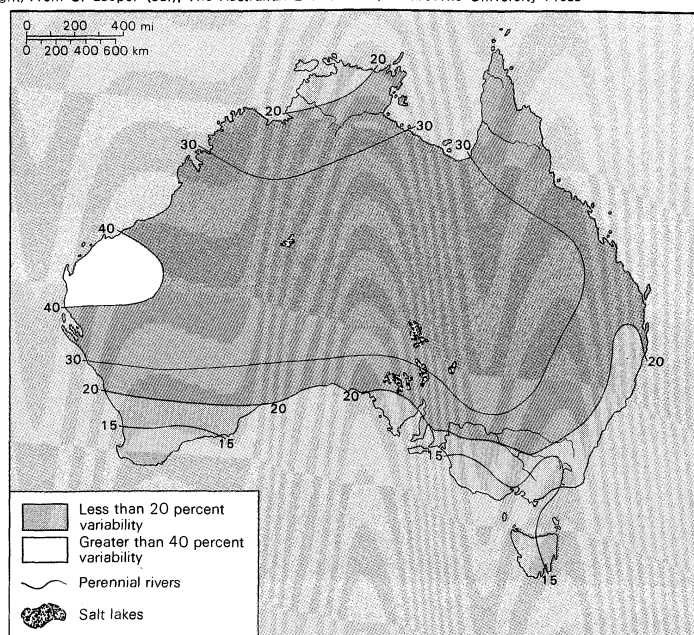 0 200 400 mi
0 200 400 600 km
20
20
30
30
30
40
40
30
20
20
20
20
15
15
15
15
Less than 20 percent
variability
Greater than 40 percent
variability
Perennial rivers
Salt lakes